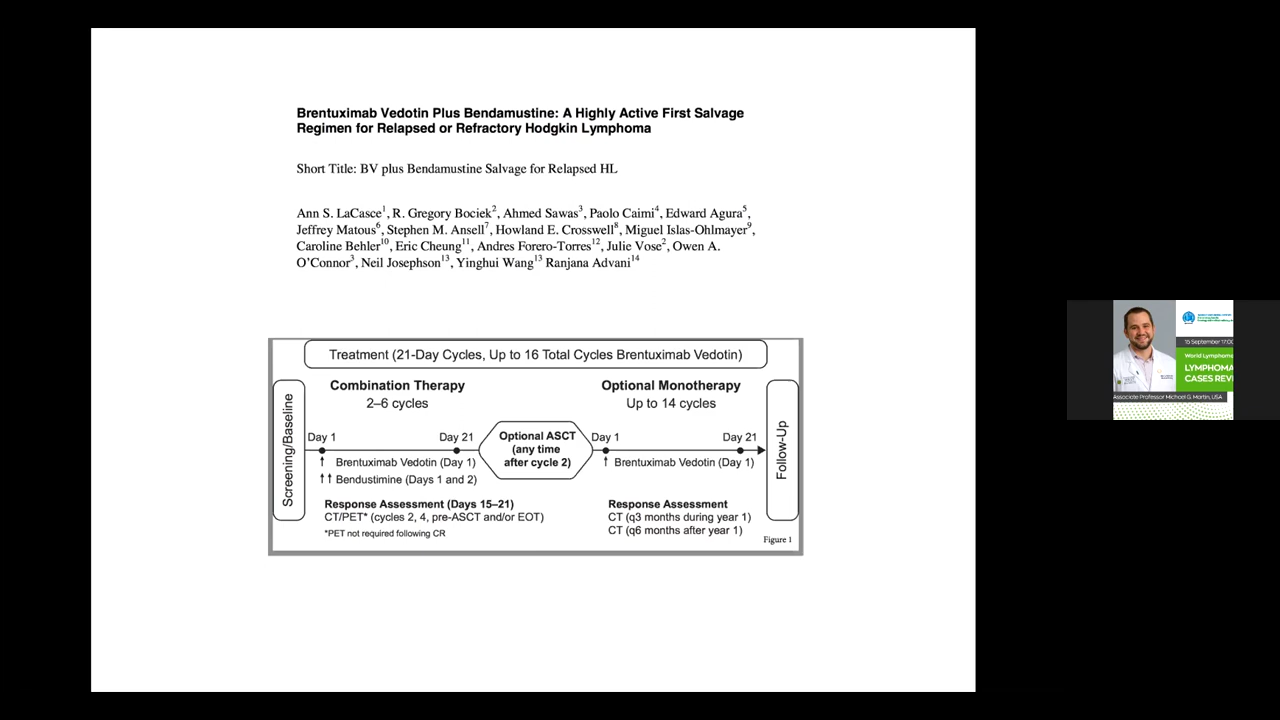 Brentuximab Vedotin Plus Bendamustine: A Highly Active First Salvage
Regimen for Relapsed or Refractory Hodgkin Lymphoma
Short Title: BV plus Bendamustine Salvage for Relapsed HL
Ann S. LaCasce1, R. Gregory Bociek2, Ahmed Sawas3, Paolo Caimi4, Edward Agura5,
Jeffrey Matous6, Stephen M. Ansell7, Howland E. Crosswell8, Miguel Islas-Ohlmayer9,
Caroline Behler10, Eric Cheung11, Andres Forero-Torres12, Julie Vose2, Owen A.
O'Connor3, Neil Josephson13, Yinghui Wang13 Ranjana Advani14
Treatment (21-Day Cycles, Up to 16 Total Cycles Brentuximab Vedotin)
Screening/Baseline
Combination Therapy
2–6 cycles
Day 1 Day 21
↑ Brentuximab Vedotin (Day 1)
↑↑ Bendustimine (Days 1 and 2)
Response Assessment (Days 15–21)
CT/PET* (cycles 2, 4, pre-ASCT and/or EOT)
*PET not required following CR
Optional ASCT
(any time
after cycle 2)
Optional Monotherapy
Up to 14 cycles
Day 1 Day 21
↑ Brentuximab Vedotin (Day 1)
Response Assessment
CT (q3 months during year 1)
CT (q6 months after year 1)
Figure 1
Follow-Up
15 September 17:00
World Lymphoma
LYMPHOMA
CASES REVI
Associate Professor Michael G. Martin, USA